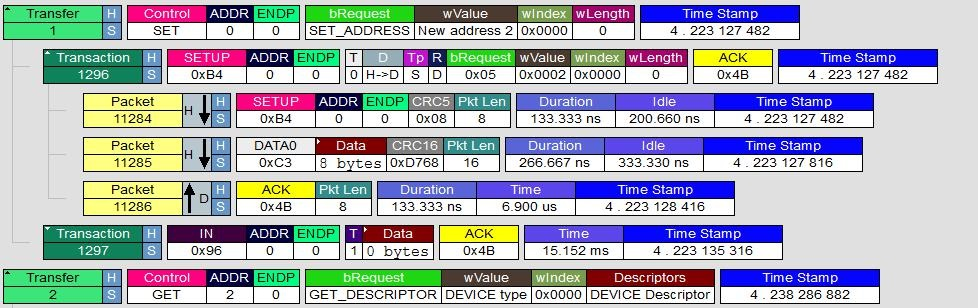 Transfer H Control ADDR ENDP bRequest wValue wIndex wLength Time Stamp
1 S SET 0 0 SET_ADDRESS New address 2 0x0000 0 4 . 223 127 482
Transaction H SETUP ADDR ENDP T D Tp R bRequest wValue wIndex wLength ACK Time Stamp
1296 S 0xB4 0 0 0 H->D S D 0x05 0x0002 0x0000 0 0x4B 4 . 223 127 482
Packet H H SETUP ADDR ENDP CRC5 Pkt Len Duration Idle Time Stamp
11284 S 0xB4 0 0 0x08 8 133.333 ns 200.660 ns 4 . 223 127 482
Packet H H DATA0 Data CRC16 Pkt Len Duration Idle Time Stamp
11285 S 0xC3 8 bytes 0xD768 16 266.667 ns 333.330 ns 4 . 223 127 816
Packet D H ACK Pkt Len Duration Time Time Stamp
11286 S 0x4B 8 133.333 ns 6.900 us 4 . 223 128 416
Transaction H IN ADDR ENDP T Data ACK Time Time Stamp
1297 S 0x96 0 0 1 0 bytes 0x4B 15.152 ms 4 . 223 135 316
Transfer H Control ADDR ENDP bRequest wValue wIndex Descriptors Time Stamp
2 S GET 2 0 GET_DESCRIPTOR DEVICE type 0x0000 DEVICE Descriptor 4 . 238 286 882